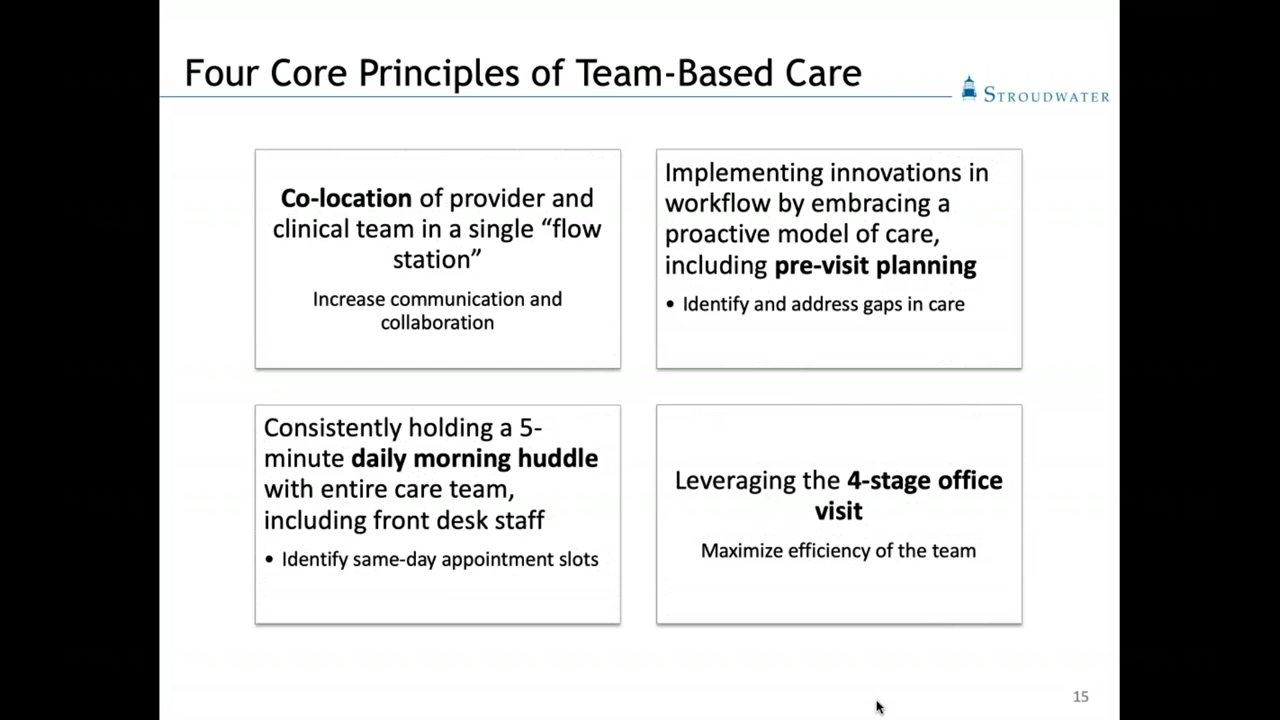 Four Core Principles of Team-Based Care
STROUDWATER
Co-location of provider and
clinical team in a single “flow
station”
Increase communication and
collaboration
Implementing innovations in
workflow by embracing a
proactive model of care,
including pre-visit planning
• Identify and address gaps in care
Consistently holding a 5-
minute daily morning huddle
with entire care team,
including front desk staff
• Identify same-day appointment slots
Leveraging the 4-stage office
visit
Maximize efficiency of the team
15